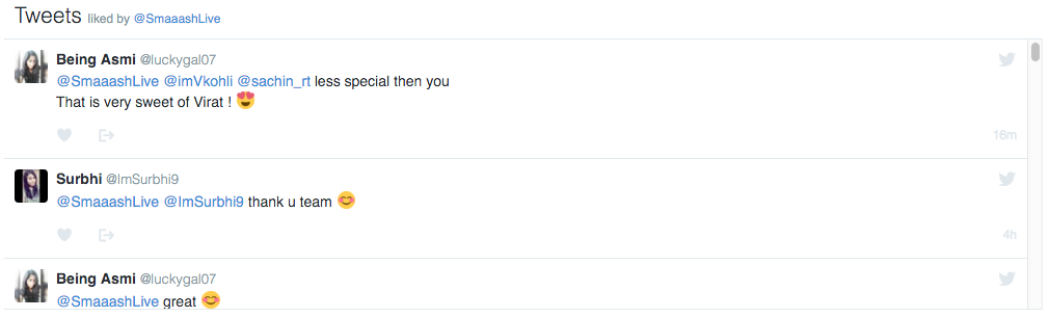 Tweets liked by @SmaaashLive
Being Asmi @luckygal07
@SmaaashLive @imVkohli @sachin_rt less special then you
That is very sweet of Virat ! 😍
16m
Surbhi @ImSurbhi9
@SmaaashLive @ImSurbhi9 thank u team 😊
4h
Being Asmi @luckygal07
@SmaaashLive great 😊